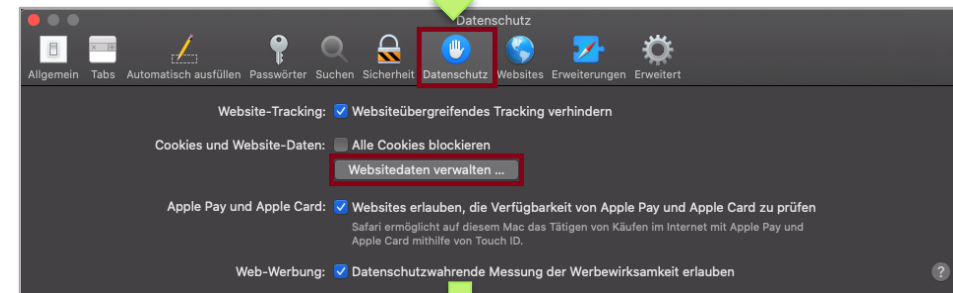 Datenschutz
Allgemein Tabs Automatisch ausfüllen Passwörter Suchen Sicherheit Datenschutz Websites Erweiterungen Erweitert
Website-Tracking: Websiteübergreifendes Tracking verhindern
Cookies und Website-Daten: Alle Cookies blockieren
Websitedaten verwalten ...
Apple Pay und Apple Card: Websites erlauben, die Verfügbarkeit von Apple Pay und Apple Card zu prüfen
Safari ermöglicht auf diesem Mac das Tätigen von Käufen im Internet mit Apple Pay und
Apple Card mithilfe von Touch ID.
Web-Werbung: Datenschutzwahrende Messung der Werbewirksamkeit erlauben ?